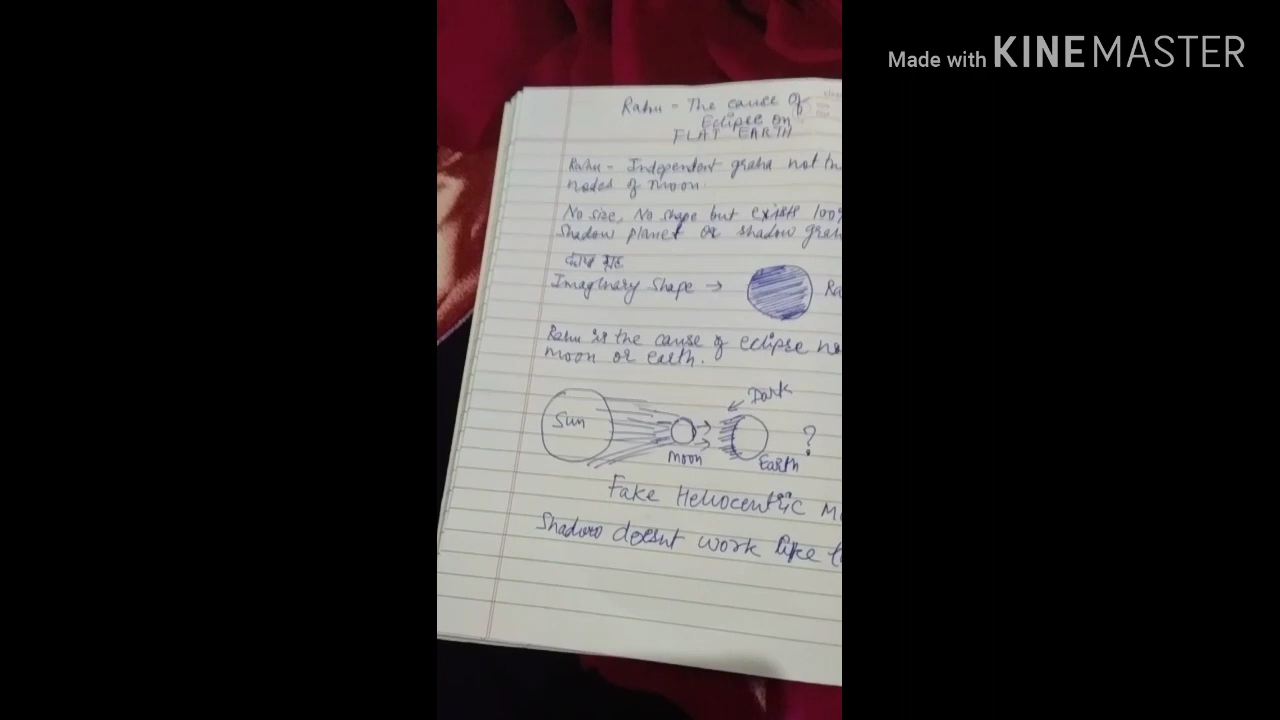 Made with KINEMASTER
Rahu - The cause of
Eclipse on
FLAT EARTH
Rahu - Independent graha not
nodes of moon.
No size, No shape but exists 100%
Shadow planet or shadow
Imaginary Shape →
Rahu is the cause of eclipse
moon or earth.
Dark
Sun
Moon
Earth
?
Fake Heliocentric
Shadow doesnt work like